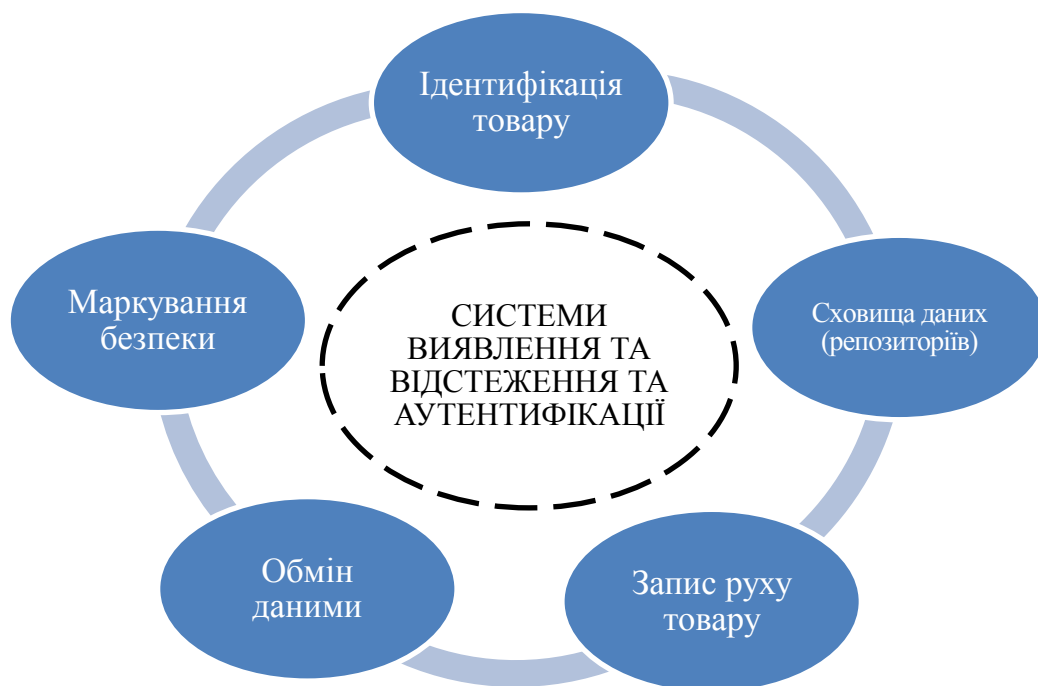 Ідентифікація
товару
Маркування
безпеки
СИСТЕМИ
ВИЯВЛЕННЯ ТА
ВІДСТЕЖЕННЯ ТА
АУТЕНТИФІКАЦІЇ
Сховища даних
(репозиторіїв)
Обмін
даними
Запис руху
товару